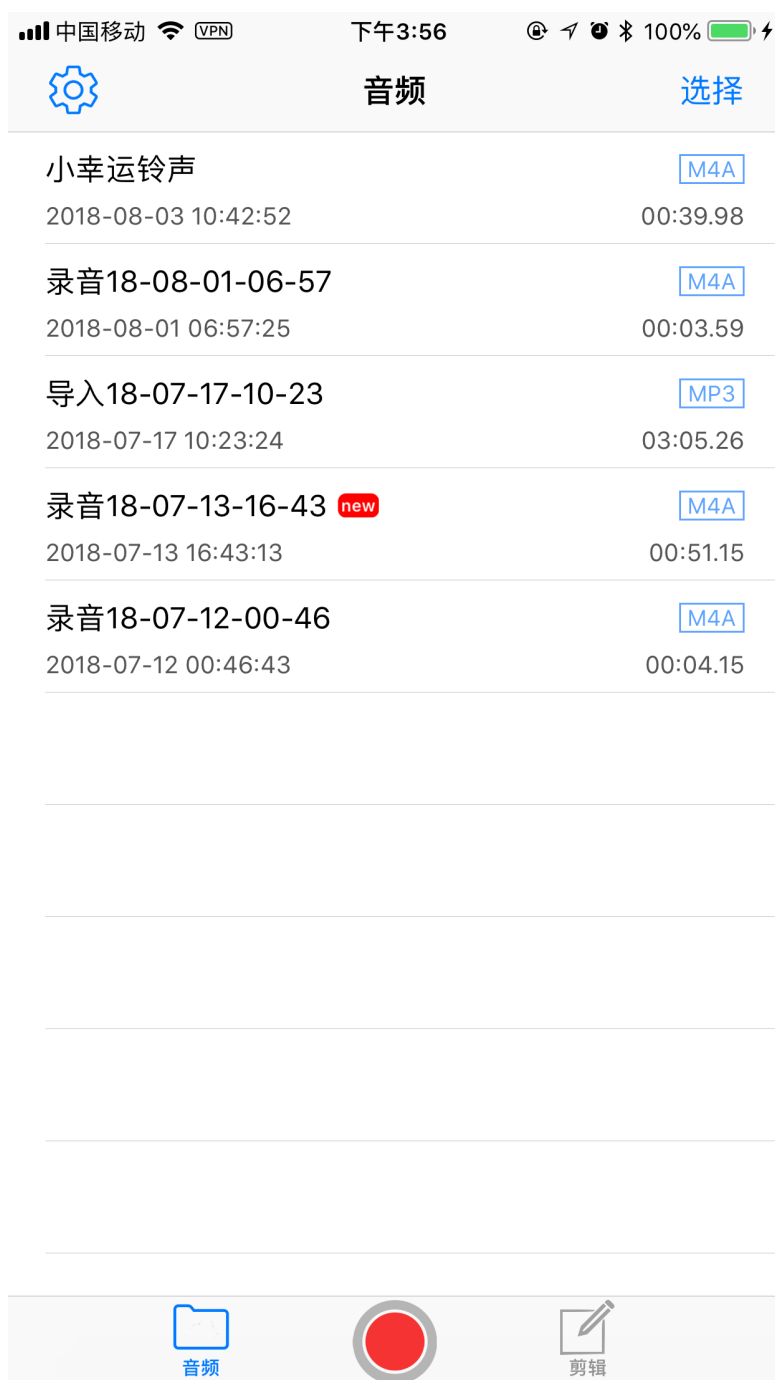 中国移动 VPN 下午3:56 100%
音频 选择
小幸运铃声 M4A
2018-08-03 10:42:52 00:39.98
录音18-08-01-06-57 M4A
2018-08-01 06:57:25 00:03.59
导入18-07-17-10-23 MP3
2018-07-17 10:23:24 03:05.26
录音18-07-13-16-43 new M4A
2018-07-13 16:43:13 00:51.15
录音18-07-12-00-46 M4A
2018-07-12 00:46:43 00:04.15
音频 剪辑